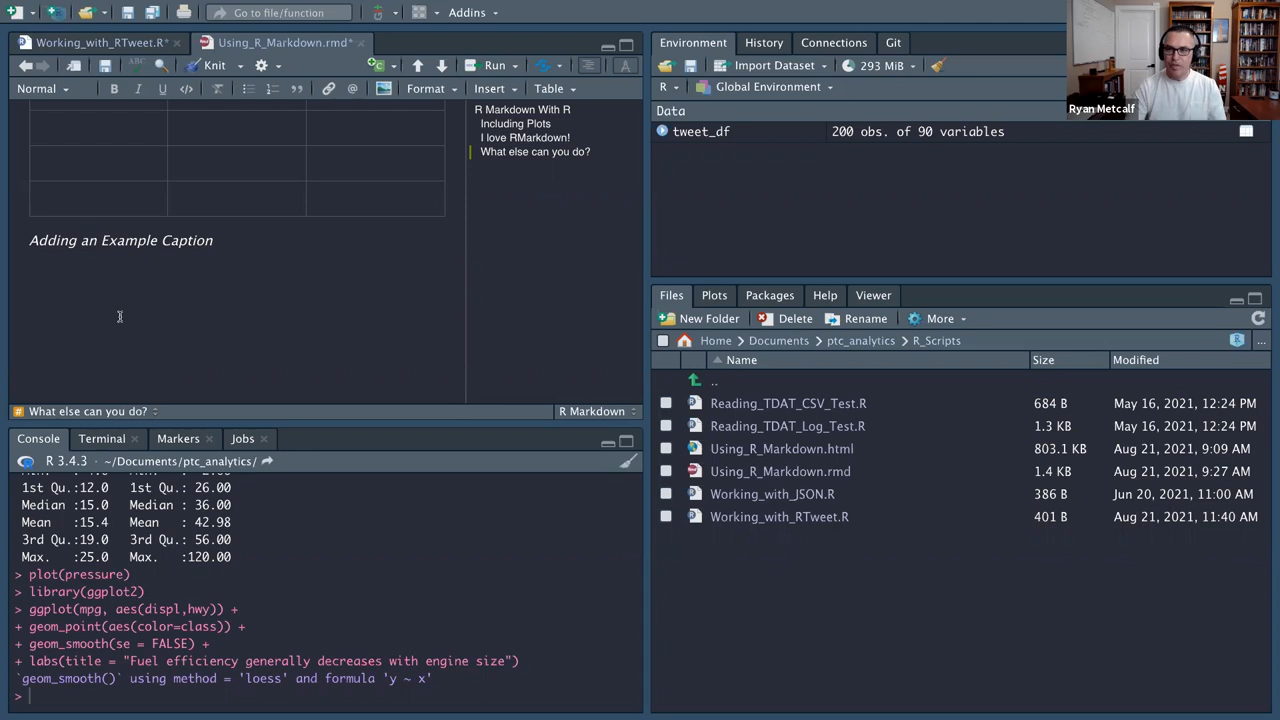 Go to file/function
Addins
Working_with_RTweet.R*
Using_R_Markdown.rmd*
Knit
Run
Normal
B I U
Format
Insert
Table
R Markdown With R
Including Plots
I love RMarkdown!
What else can you do?
Adding an Example Caption
# What else can you do?
R Markdown
Console
Terminal
Markers
Jobs
R 3.4.3 · ~/Documents/ptc_analytics/
1st Qu.:12.0   1st Qu.: 26.00
Median :15.0   Median : 36.00
Mean   :15.4   Mean   : 42.98
3rd Qu.:19.0   3rd Qu.: 56.00
Max.   :25.0   Max.   :120.00
> plot(pressure)
> library(ggplot2)
> ggplot(mpg, aes(displ,hwy)) +
+ geom_point(aes(color=class)) +
+ geom_smooth(se = FALSE) +
+ labs(title = "Fuel efficiency generally decreases with engine size")
`geom_smooth()` using method = 'loess' and formula 'y ~ x'
>
Environment
History
Connections
Git
Import Dataset
293 MiB
R
Global Environment
Data
tweet_df 200 obs. of 90 variables
Ryan Metcalf
Files
Plots
Packages
Help
Viewer
New Folder
Delete
Rename
More
Home
Documents
ptc_analytics
R_Scripts
...
Name Size Modified
..
Reading_TDAT_CSV_Test.R 684 B May 16, 2021, 12:24 PM
Reading_TDAT_Log_Test.R 1.3 KB May 16, 2021, 12:24 PM
Using_R_Markdown.html 803.1 KB Aug 21, 2021, 9:09 AM
Using_R_Markdown.rmd 1.4 KB Aug 21, 2021, 9:27 AM
Working_with_JSON.R 386 B Jun 20, 2021, 11:00 AM
Working_with_RTweet.R 401 B Aug 21, 2021, 11:40 AM